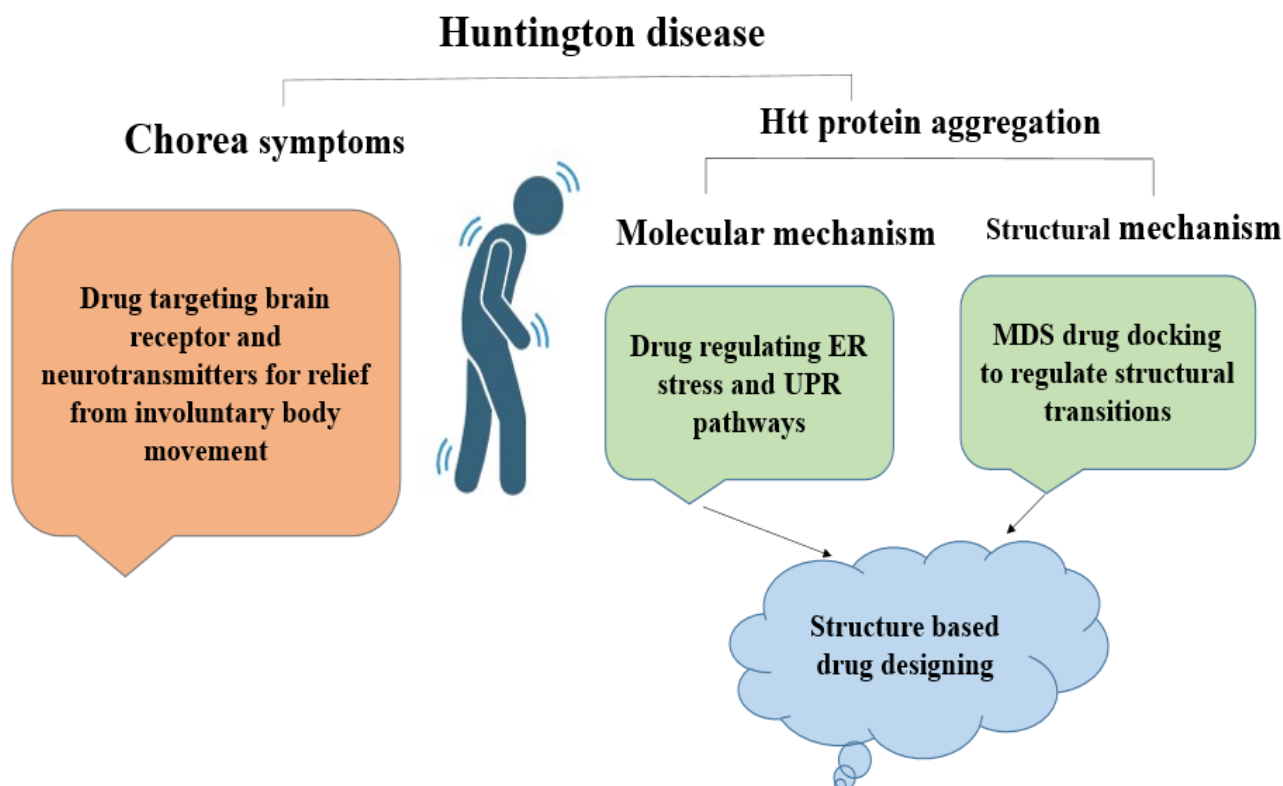 Huntington disease
Chorea symptoms
Htt protein aggregation
Molecular mechanism
Structural mechanism
Drug targeting brain
receptor and
neurotransmitters for relief
from involuntary body
movement
Drug regulating ER
stress and UPR
pathways
MDS drug docking
to regulate structural
transitions
Structure based
drug designing